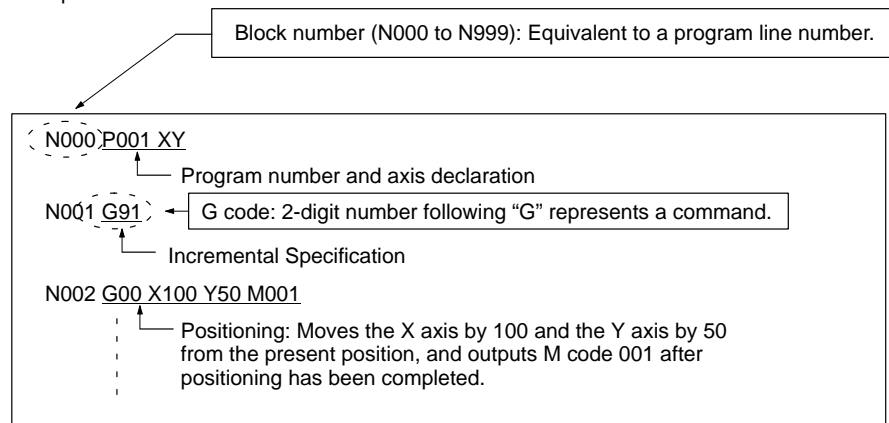 Block number (N000 to N999): Equivalent to a program line number.
N000 P001 XY
Program number and axis declaration
N001 G91
G code: 2-digit number following “G” represents a command.
Incremental Specification
N002 G00 X100 Y50 M001
Positioning: Moves the X axis by 100 and the Y axis by 50
from the present position, and outputs M code 001 after
positioning has been completed.